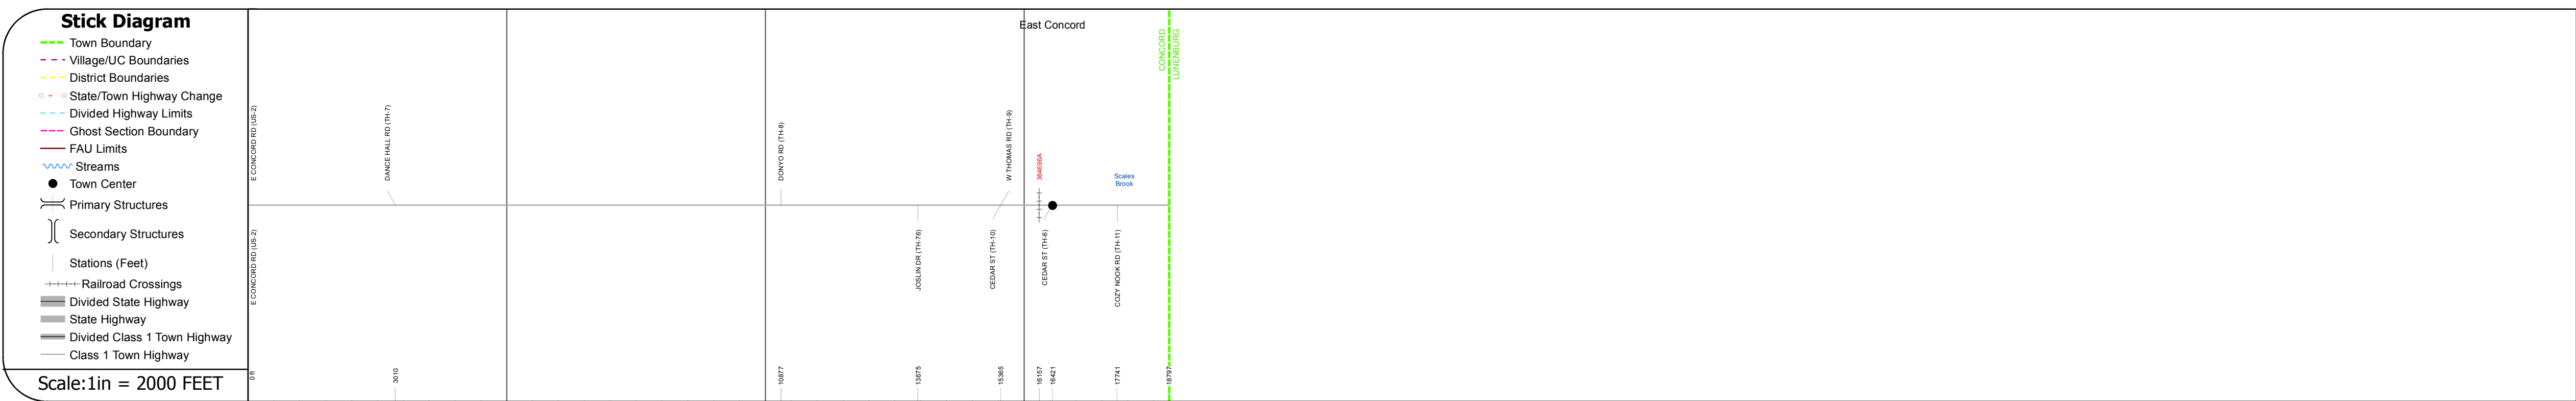 Stick Diagram
Town Boundary
Village/UC Boundaries
District Boundaries
State/Town Highway Change
Divided Highway Limits
Ghost Section Boundary
FAU Limits
Streams
Town Center
Primary Structures
Secondary Structures
Stations (Feet)
Railroad Crossings
Divided State Highway
State Highway
Divided Class 1 Town Highway
Class 1 Town Highway
Scale:1in = 2000 FEET
East Concord
CONCORD
LUNENBURG
E CONCORD RD (US-2)
DANCE HALL RD (TH-7)
DONYO RD (TH-8)
W THOMAS RD (TH-9)
364696A
Scales
Brook
E CONCORD RD (US-2)
JOSLIN DR (TH-76)
CEDAR ST (TH-10)
CEDAR ST (TH-6)
COZY NOOK RD (TH-11)
0 ft
3010
10877
13675
15365
16157
16421
17741
18797